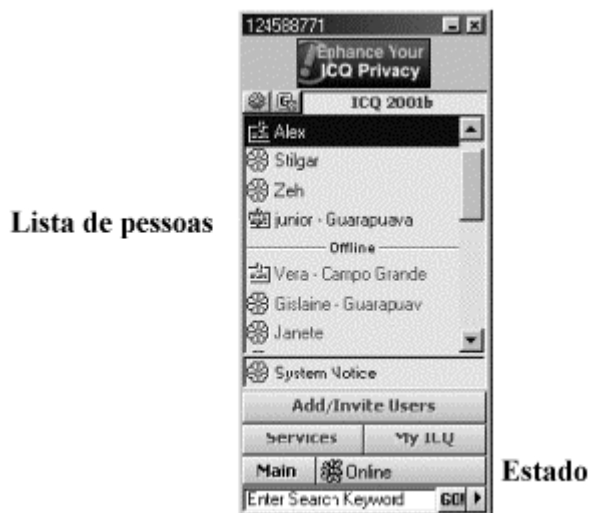 124588771
Enhance Your
ICQ Privacy
ICQ 2001b
Alex
Stilgar
Zeh
Lista de pessoas
junior - Guarapuava
Offline
Vera - Campo Grande
Gislaine - Guarapuav
Janete
System Notice
Add/Invite Users
Services
My ICQ
Main
Online
Estado
Enter Search Keyword
GO!